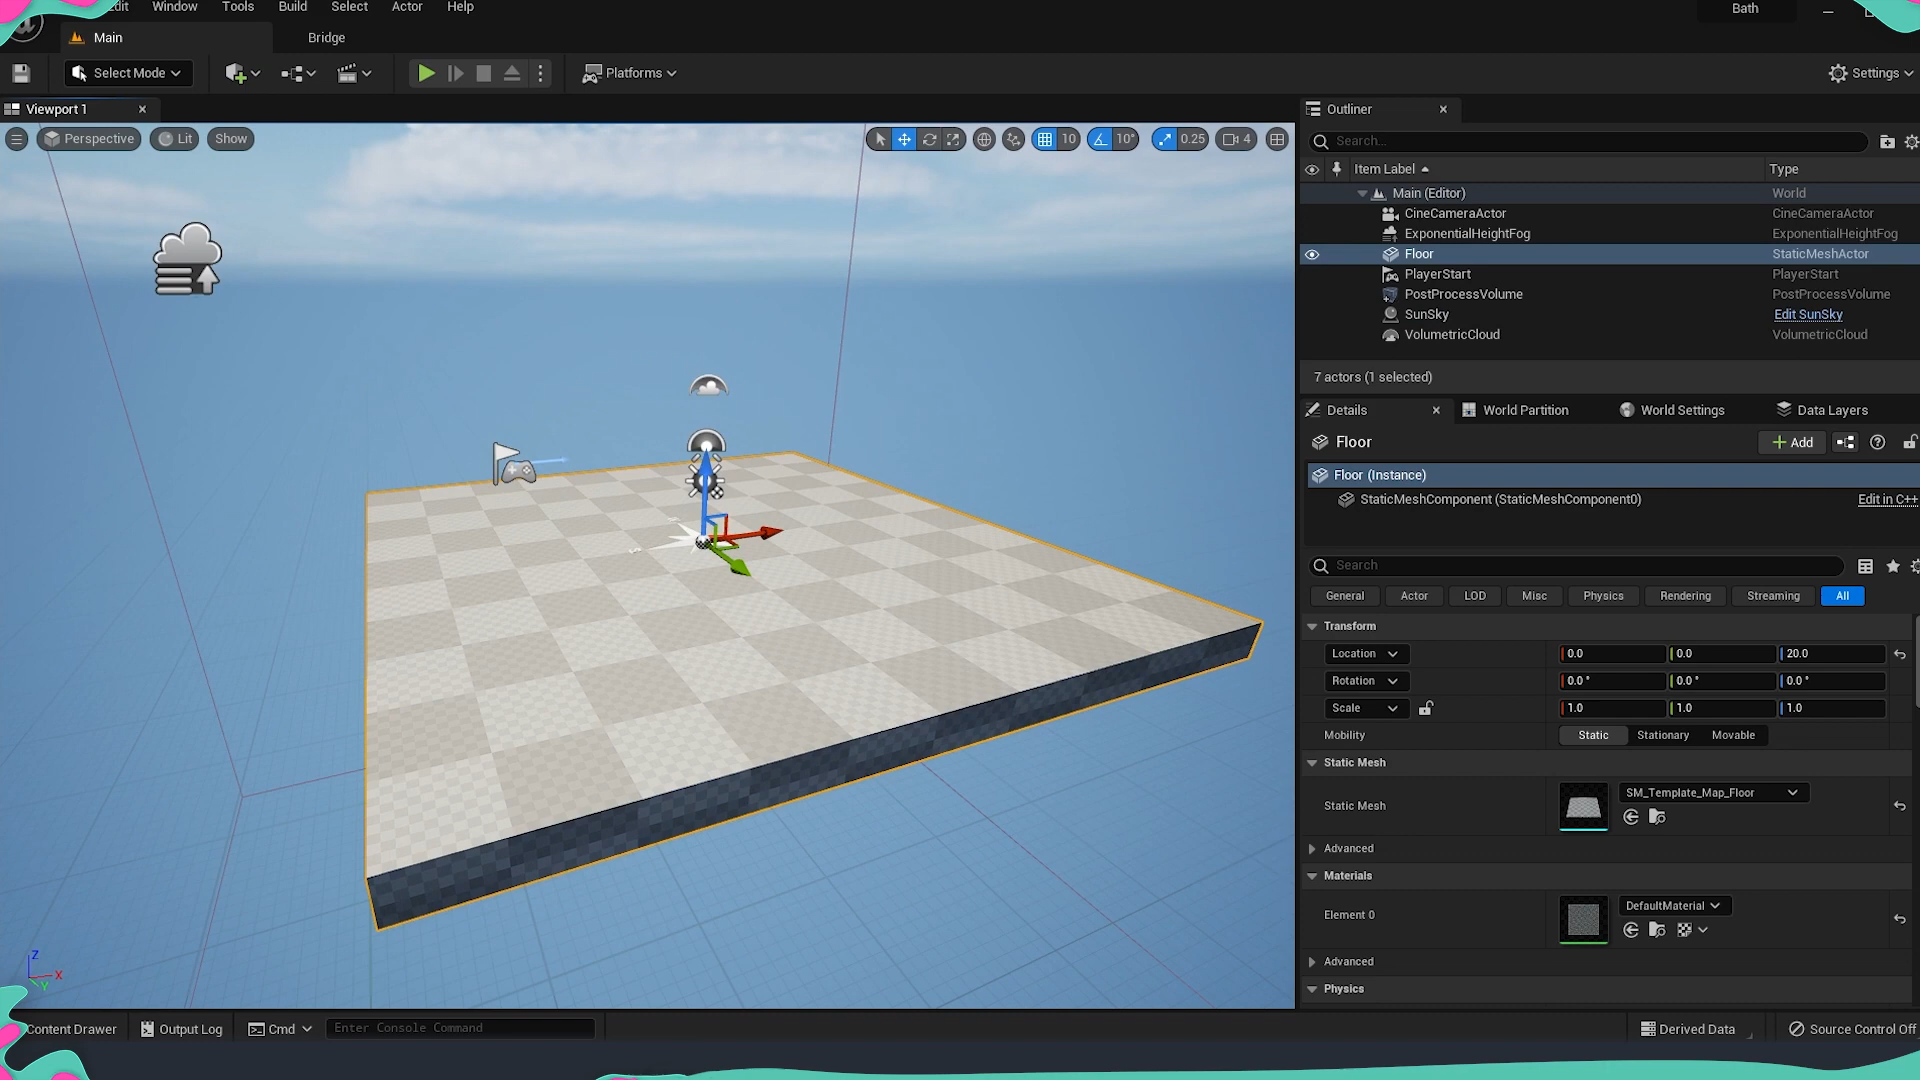 Edit Window Tools Build Select Actor Help
Bath
Main
Bridge
Select Mode
Platforms
Settings
Viewport 1
Outliner
Perspective
Lit
Show
10
10°
0.25
4
Search...
Item Label
Type
Main (Editor) World
CineCameraActor CineCameraActor
ExponentialHeightFog ExponentialHeightFog
Floor StaticMeshActor
PlayerStart PlayerStart
PostProcessVolume PostProcessVolume
SunSky Edit SunSky
VolumetricCloud VolumetricCloud
7 actors (1 selected)
Details World Partition World Settings Data Layers
Floor
+ Add
Floor (Instance)
StaticMeshComponent (StaticMeshComponent0) Edit in C++
Search
General Actor LOD Misc Physics Rendering Streaming All
Transform
Location 0.0 0.0 20.0
Rotation 0.0 ° 0.0 ° 0.0 °
Scale 1.0 1.0 1.0
Mobility Static Stationary Movable
Static Mesh
Static Mesh SM_Template_Map_Floor
Advanced
Materials
Element 0 DefaultMaterial
Advanced
Physics
Z
X
Y
Content Drawer Output Log Cmd Enter Console Command
Derived Data Source Control Off